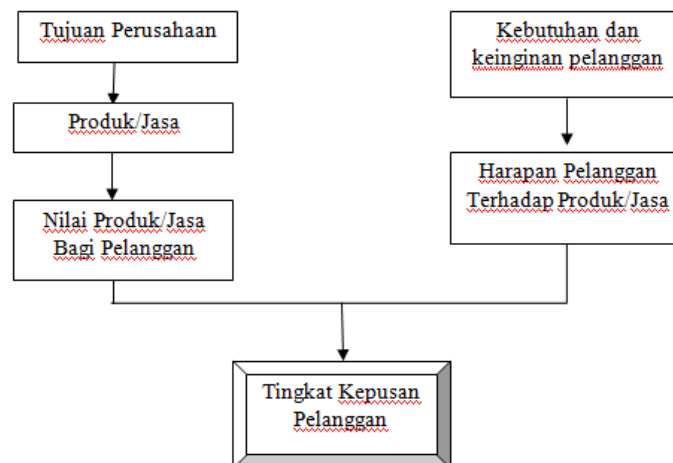 Tujuan Perusahaan
Kebutuhan dan
keinginan pelanggan
Produk/Jasa
Harapan Pelanggan
Terhadap Produk/Jasa
Nilai Produk/Jasa
Bagi Pelanggan
Tingkat Kepusan
Pelanggan